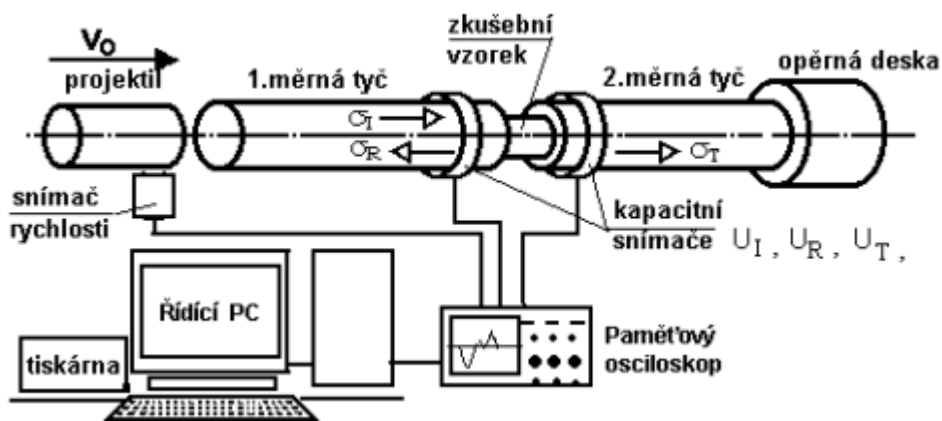 zkušební
vzorek
V₀
projektil
1.měrná tyč
2.měrná tyč
opěrná deska
σI
σR
σT
snímač
rychlosti
kapacitní
snímače
UI , UR , UT ,
Řídící PC
tiskárna
Paměťový
osciloskop